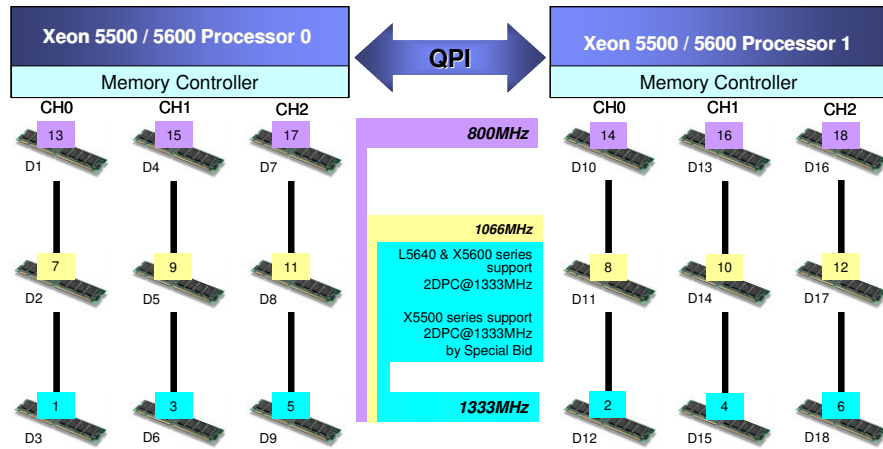 Xeon 5500 / 5600 Processor 0
QPI
Xeon 5500 / 5600 Processor 1
Memory Controller
Memory Controller
CH0 CH1 CH2
CH0 CH1 CH2
13 15 17
800MHz
14 16 18
D1 D4 D7
D10 D13 D16
1066MHz
7 9 11
L5640 & X5600 series
support
2DPC@1333MHz
8 10 12
D2 D5 D8
D11 D14 D17
X5500 series support
2DPC@1333MHz
by Special Bid
1 3 5
1333MHz
2 4 6
D3 D6 D9
D12 D15 D18